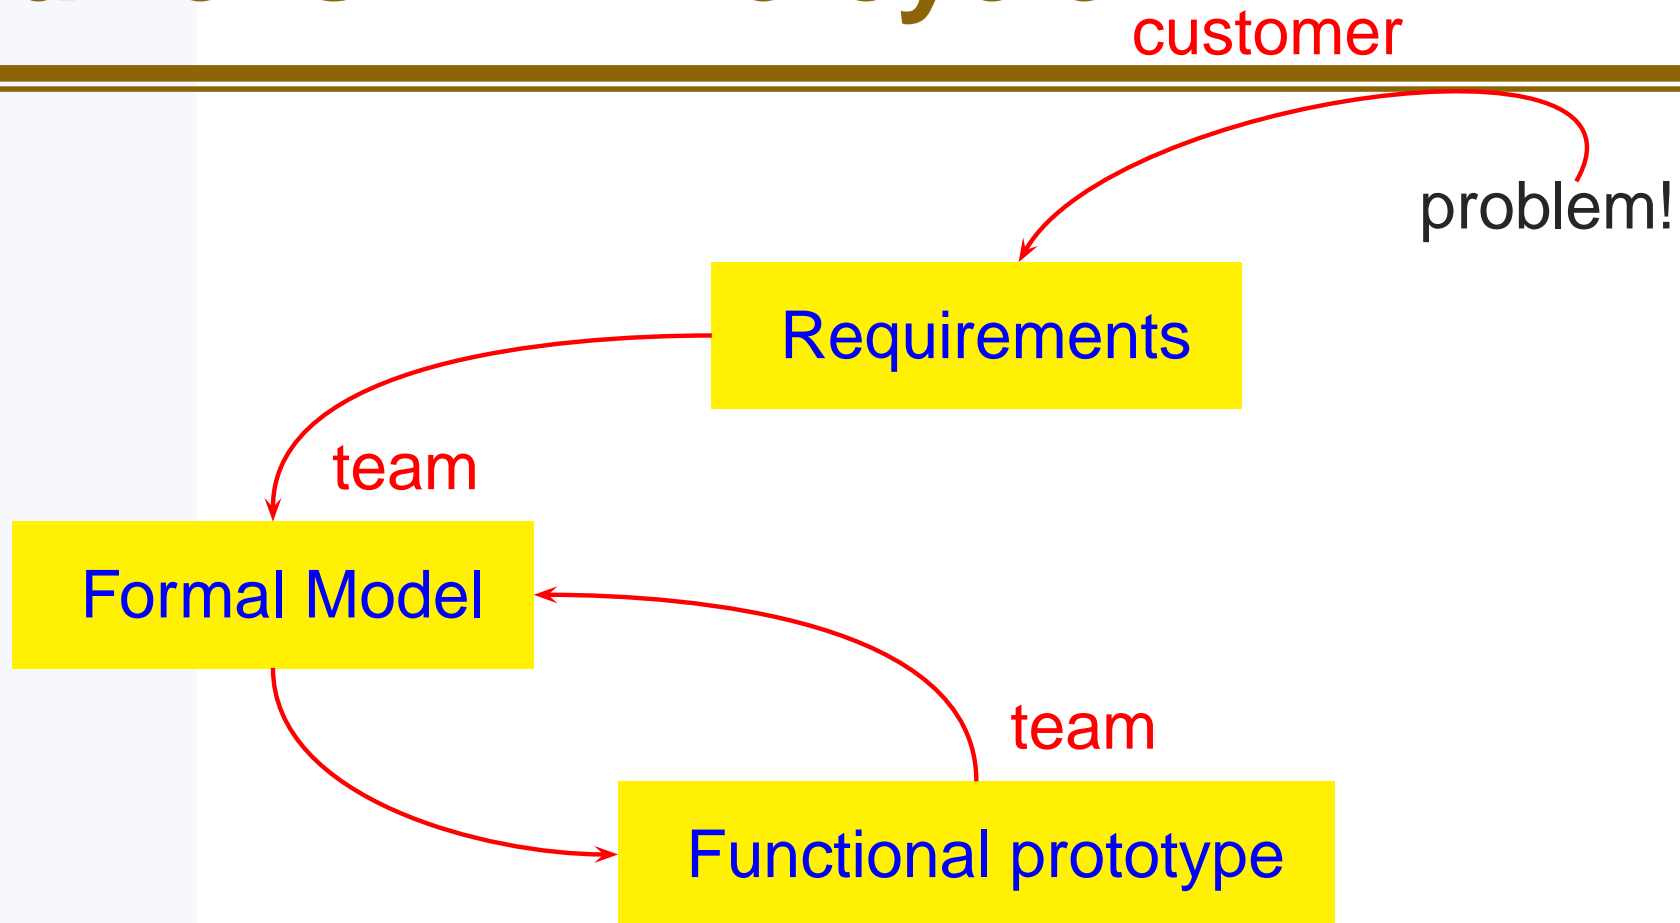 customer
problem!
Requirements
team
Formal Model
team
Functional prototype